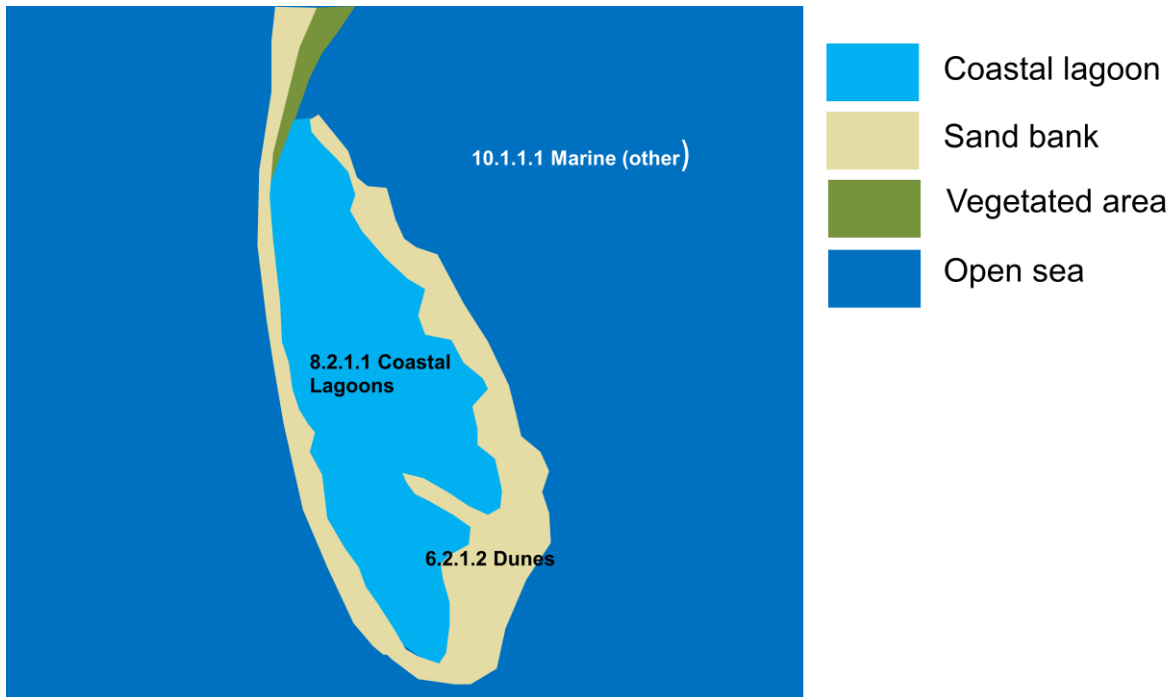 10.1.1.1 Marine (other)
8.2.1.1 Coastal
Lagoons
6.2.1.2 Dunes
Coastal lagoon
Sand bank
Vegetated area
Open sea